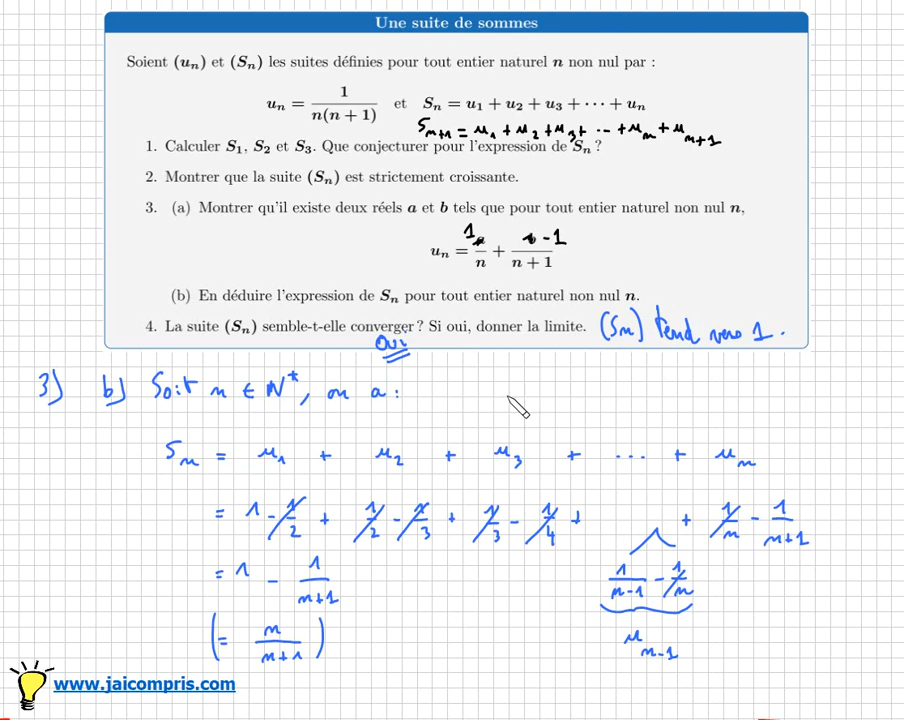 Une suite de sommes
Soient (uₙ) et (Sₙ) les suites définies pour tout entier naturel n non nul par :
uₙ = 1/(n(n + 1)) et Sₙ = u₁ + u₂ + u₃ + ··· + uₙ
Sₙ₊₁ = u₁ + u₂ + u₃ + ··· + uₙ + uₙ₊₁
1. Calculer S₁, S₂ et S₃. Que conjecturer pour l'expression de Sₙ ?
2. Montrer que la suite (Sₙ) est strictement croissante.
3. (a) Montrer qu'il existe deux réels a et b tels que pour tout entier naturel non nul n,
uₙ = 1/n + -1/(n + 1)
(b) En déduire l'expression de Sₙ pour tout entier naturel non nul n.
4. La suite (Sₙ) semble-t-elle converger ? Si oui, donner la limite. (Sₙ) tend vers 1.
Oui
3) b) Soit n ∈ N*, on a :
Sₙ = u₁ + u₂ + u₃ + ... + uₙ
= 1 - 1/2 + 1/2 - 1/3 + 1/3 - 1/4 + + 1/n - 1/(n+1)
= 1 - 1/(n+1) 1/(n-1) - 1/n
(= n/(n+1)) uₙ₋₁
www.jaicompris.com